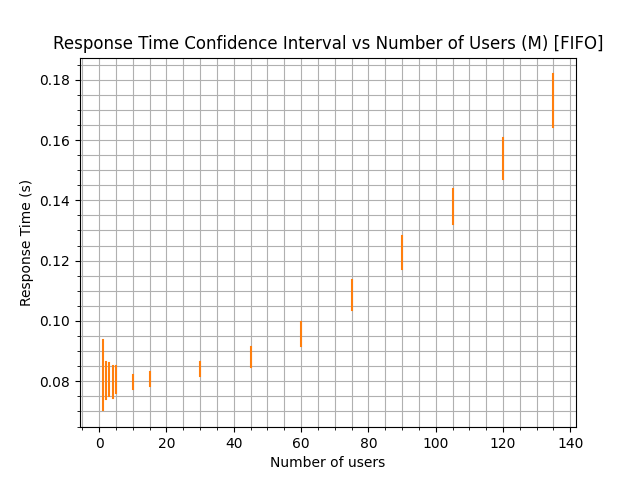 Response Time Confidence Interval vs Number of Users (M) [FIFO]
0.18
0.16
0.14
0.12
0.10
0.08
Response Time (s)
0 20 40 60 80 100 120 140
Number of users